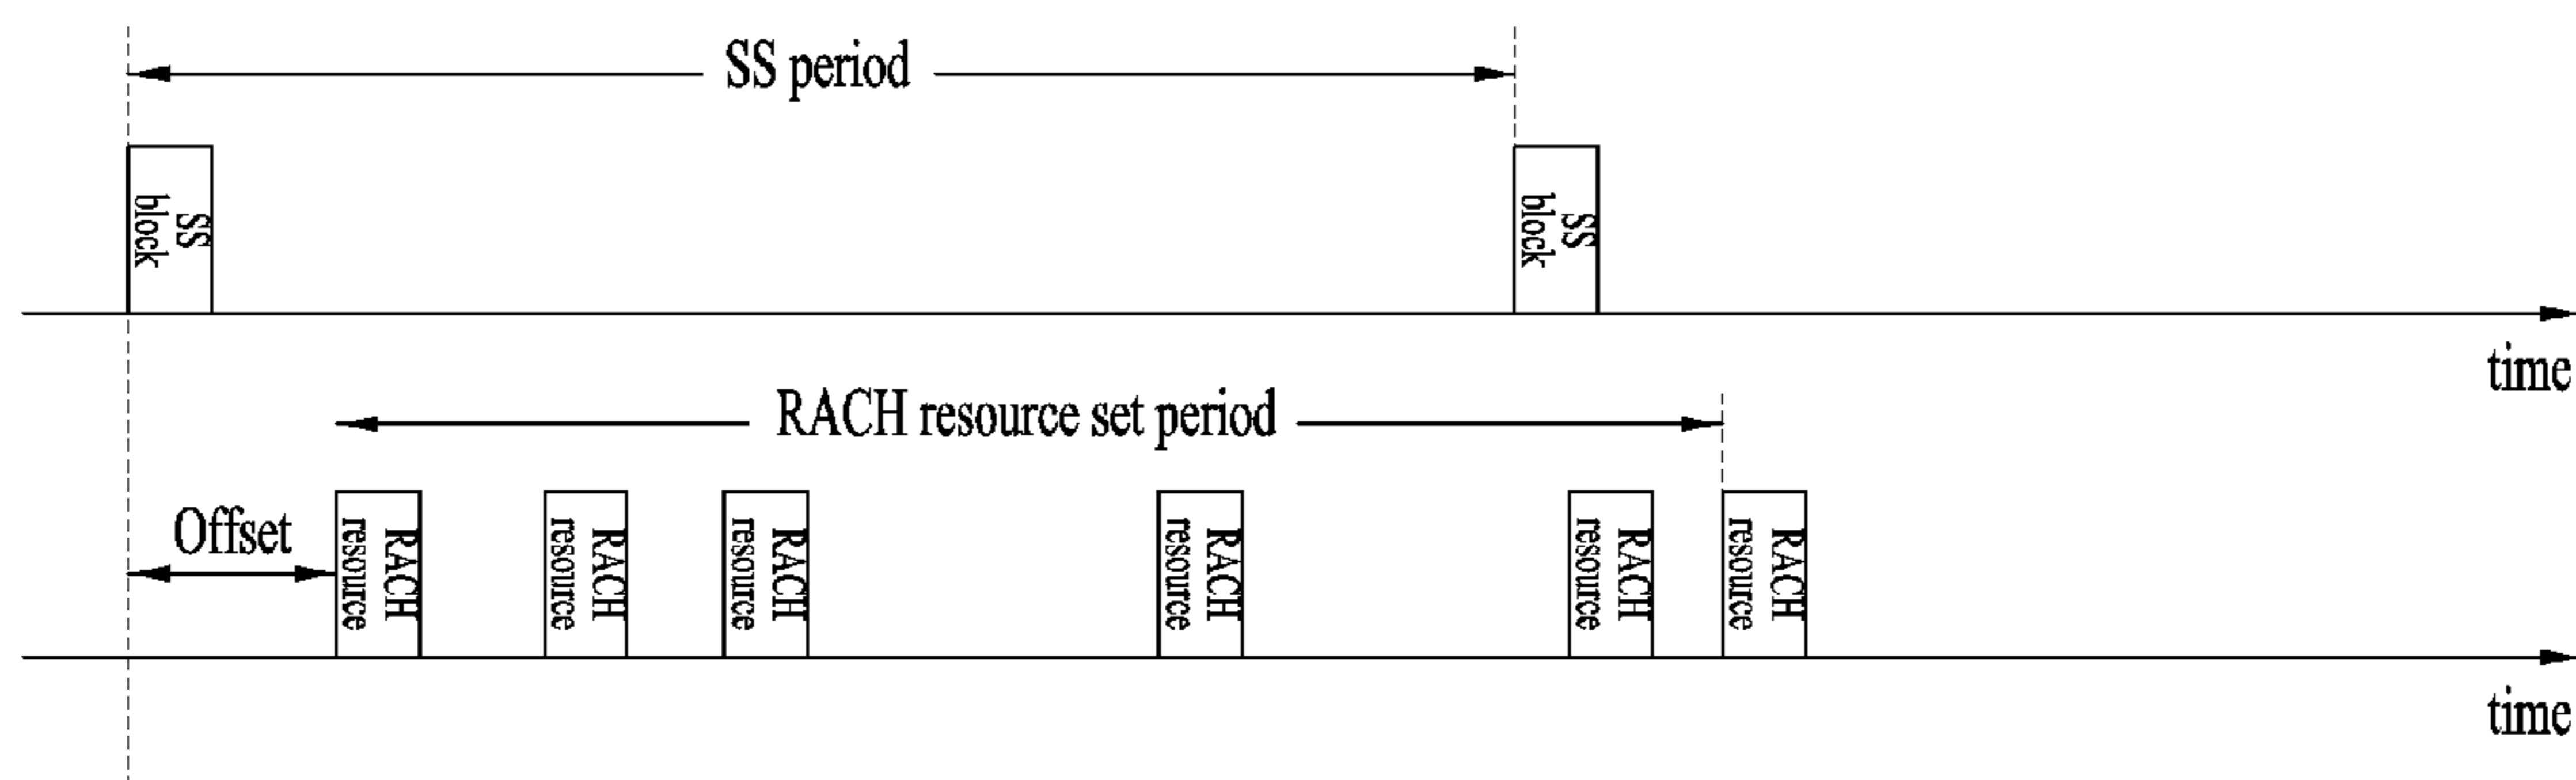 SS period
SS
block
SS
block
time
RACH resource set period
Offset
RACH
resource
RACH
resource
RACH
resource
RACH
resource
RACH
resource
RACH
resource
time